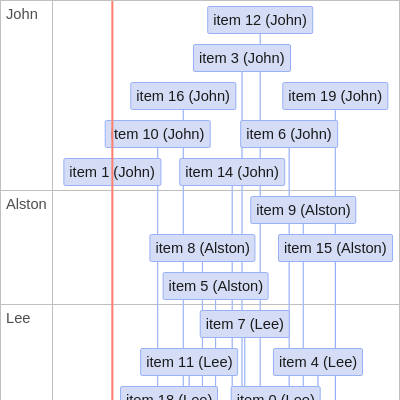 John
item 12 (John)
item 3 (John)
item 16 (John)
item 19 (John)
item 10 (John)
item 6 (John)
item 1 (John)
item 14 (John)
Alston
item 9 (Alston)
item 8 (Alston)
item 15 (Alston)
item 5 (Alston)
Lee
item 7 (Lee)
item 11 (Lee)
item 4 (Lee)
item 18 (Lee)
item 0 (Lee)